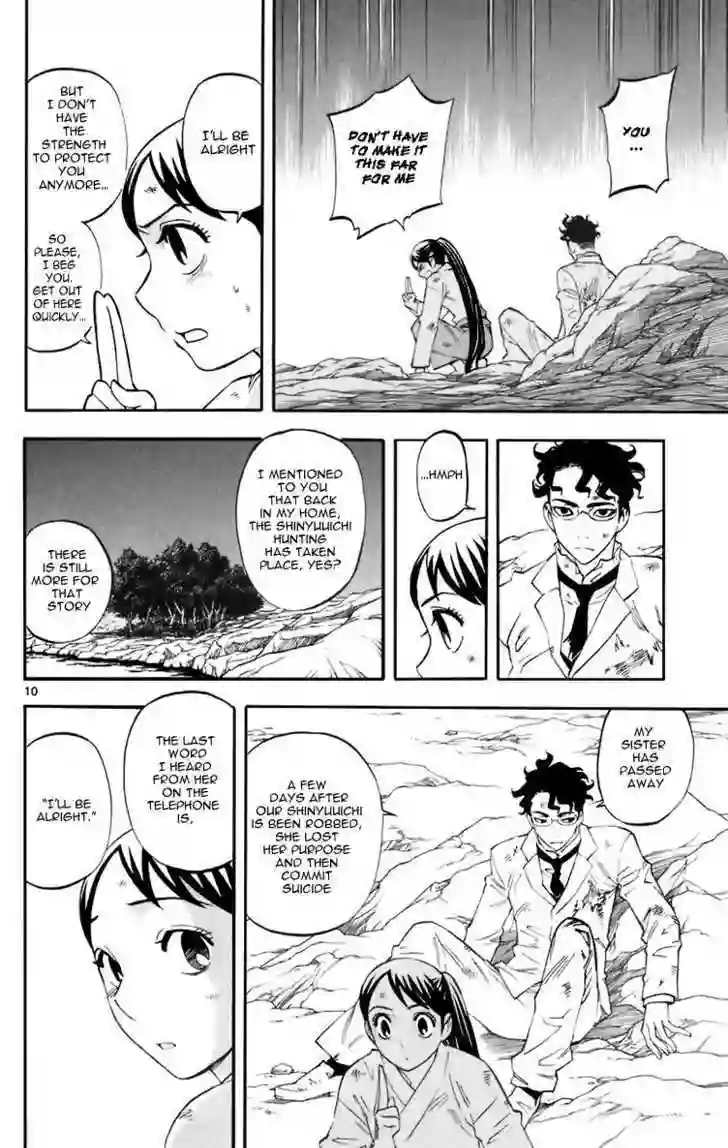 YOU
...
DON'T HAVE
TO MAKE IT
THIS FAR
FOR ME
I'LL BE
ALRIGHT
BUT
I DON'T
HAVE
THE
STRENGTH
TO PROTECT
YOU
ANYMORE...
SO
PLEASE,
I BEG
YOU.
GET OUT
OF HERE
QUICKLY...
...HMPH
I MENTIONED
TO YOU
THAT BACK
IN MY HOME,
THE SHINYUUICHI
HUNTING
HAS TAKEN
PLACE, YES?
THERE
IS STILL
MORE FOR
THAT
STORY
10
MY
SISTER
HAS
PASSED
AWAY
A FEW
DAYS AFTER
OUR SHINYUUICHI
IS BEEN ROBBED,
SHE LOST
HER PURPOSE
AND THEN
COMMIT
SUICIDE
THE LAST
WORD
I HEARD
FROM HER
ON THE
TELEPHONE
IS,
"I'LL BE
ALRIGHT."